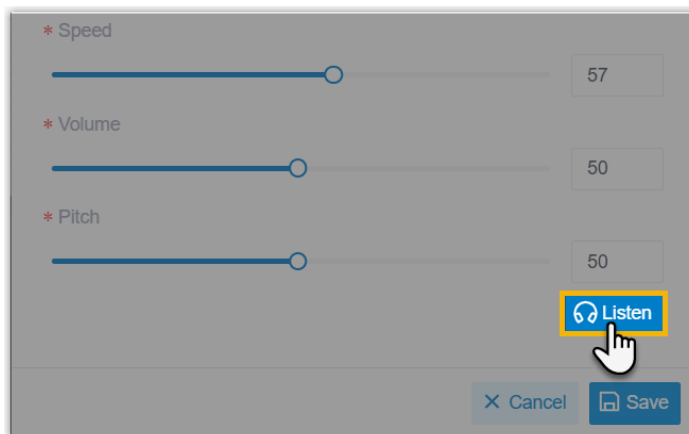 * Speed
57
* Volume
50
* Pitch
50
Listen
Cancel
Save